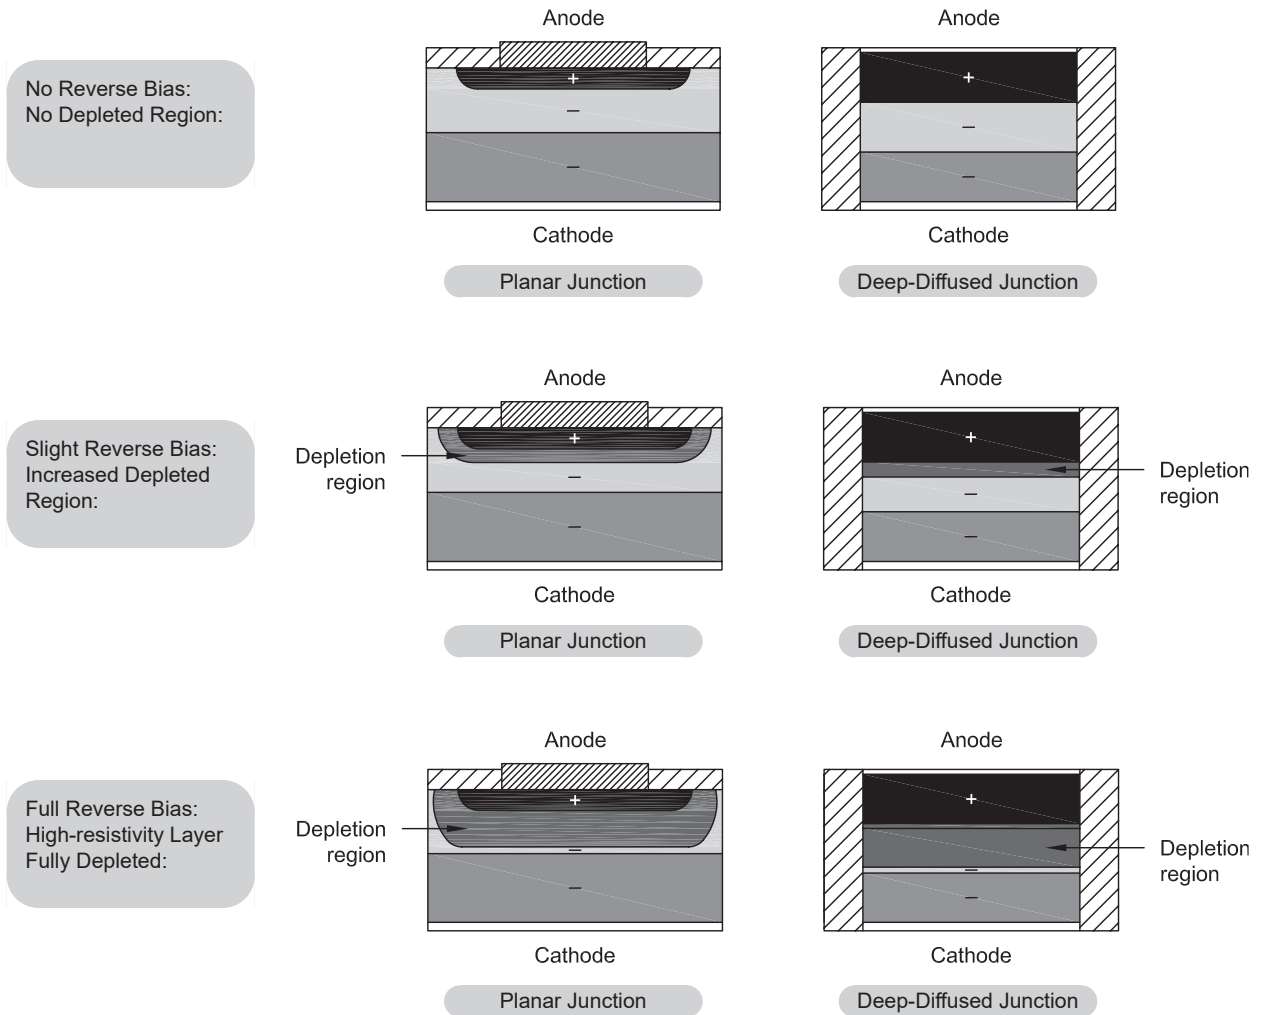 Anode
Anode
No Reverse Bias:
No Depleted Region:
+
+
–
–
–
–
Cathode
Cathode
Planar Junction
Deep-Diffused Junction
Anode
Anode
Slight Reverse Bias:
Increased Depleted
Region:
Depletion
region
+
+
Depletion
region
–
–
–
–
Cathode
Cathode
Planar Junction
Deep-Diffused Junction
Anode
Anode
Full Reverse Bias:
High-resistivity Layer
Fully Depleted:
Depletion
region
+
+
Depletion
region
–
–
–
–
Cathode
Cathode
Planar Junction
Deep-Diffused Junction